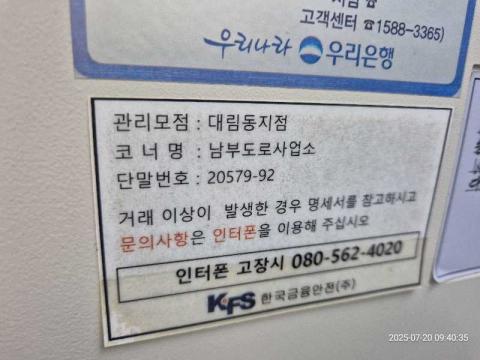 고객센터 ☎1588-3365)
우리나라 우리은행
관리모점 : 대림동지점
코 너 명 : 남부도로사업소
단말번호 : 20579-92
거래 이상이 발생한 경우 명세서를 참고하시고
문의사항은 인터폰을 이용해 주십시오
인터폰 고장시 080-562-4020
KFS 한국금융안전(주)
2025-07-20 09:40:35